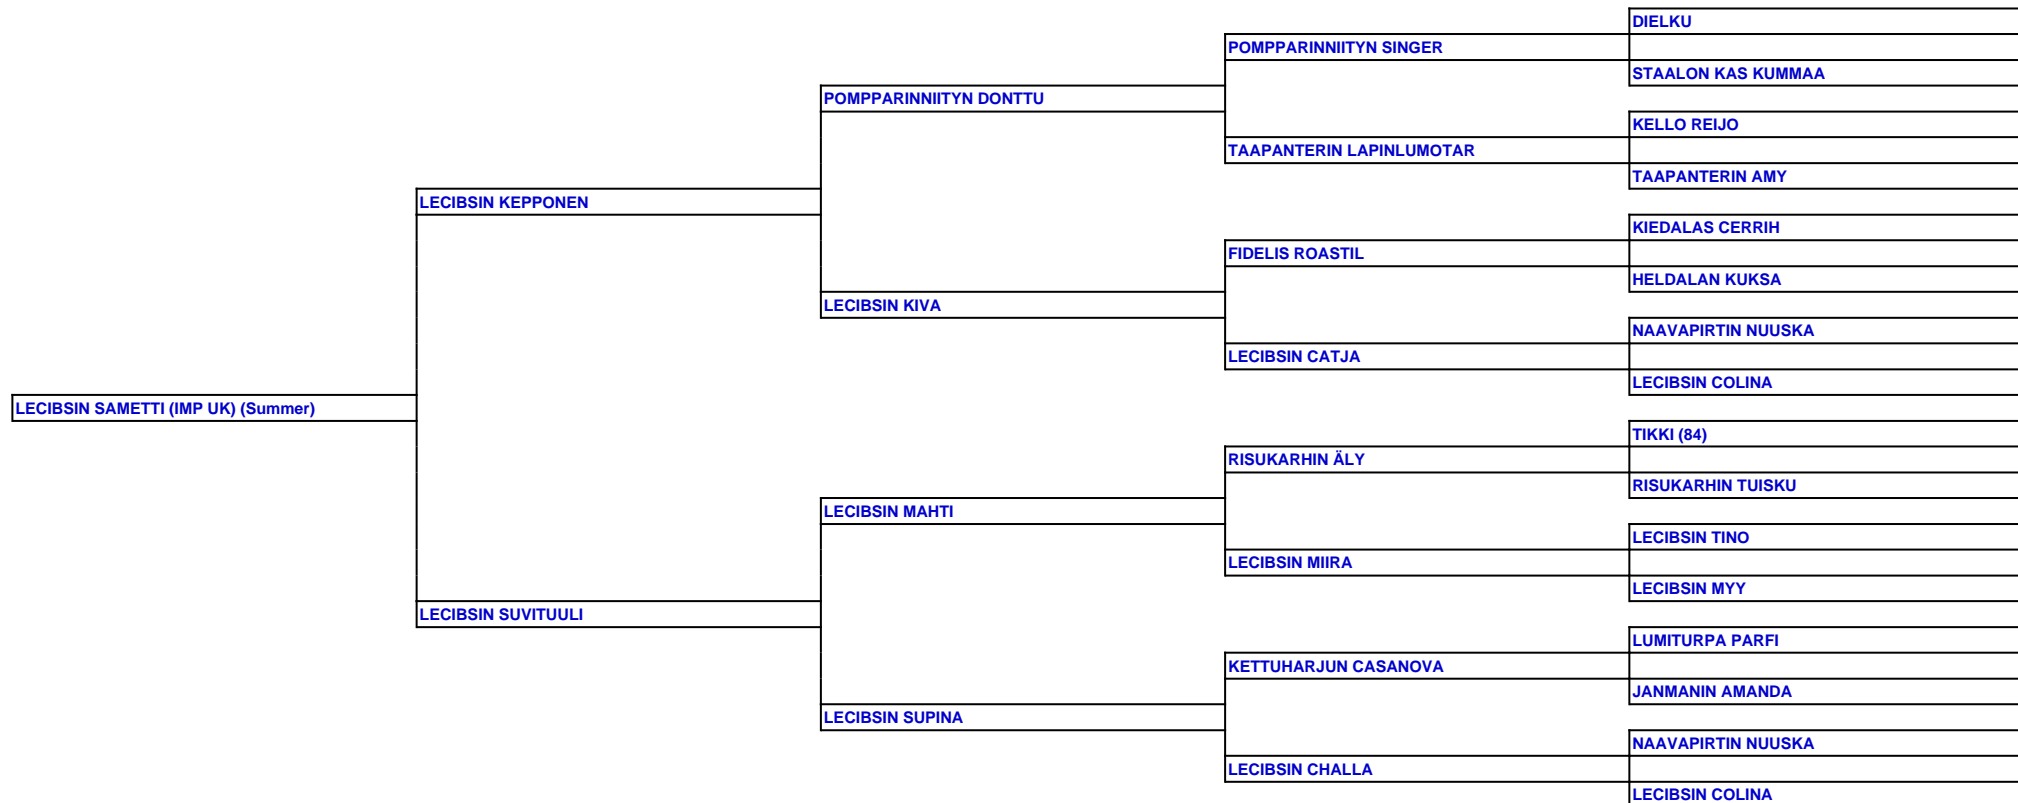 DIELKU
POMPPARINNIITYN SINGER
STAALON KAS KUMMAA
POMPPARINNIITYN DONTTU
KELLO REIJO
TAAPANTERIN LAPINLUMOTAR
TAAPANTERIN AMY
LECIBSIN KEPPONEN
KIEDALAS CERRIH
FIDELIS ROASTIL
HELDALAN KUKSA
LECIBSIN KIVA
NAAVAPIRTIN NUUSKA
LECIBSIN CATJA
LECIBSIN COLINA
LECIBSIN SAMETTI (IMP UK) (Summer)
TIKKI (84)
RISUKARHIN ÄLY
RISUKARHIN TUISKU
LECIBSIN MAHTI
LECIBSIN TINO
LECIBSIN MIIRA
LECIBSIN MYY
LECIBSIN SUVITUULI
LUMITURPA PARFI
KETTUHARJUN CASANOVA
JANMANIN AMANDA
LECIBSIN SUPINA
NAAVAPIRTIN NUUSKA
LECIBSIN CHALLA
LECIBSIN COLINA